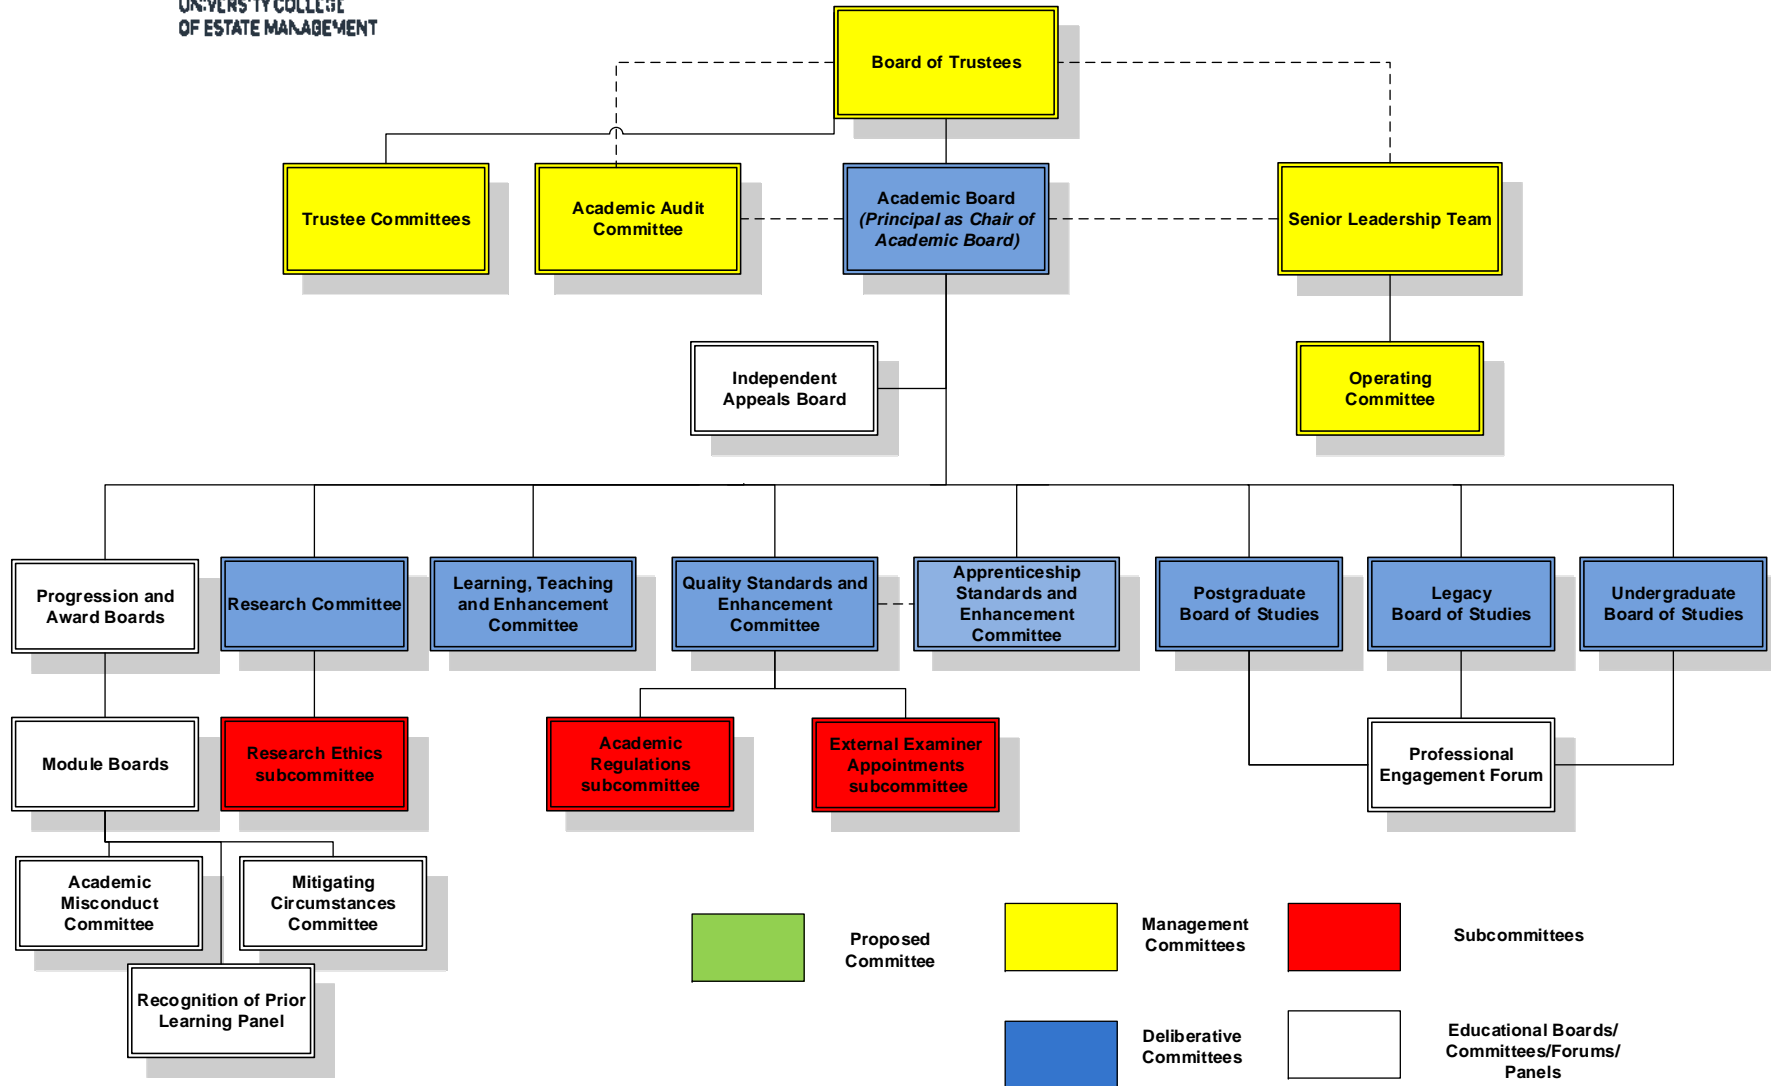 UNIVERSITY COLLEGE
OF ESTATE MANAGEMENT
Board of Trustees
Trustee Committees
Academic Audit
Committee
Academic Board
(Principal as Chair of
Academic Board)
Senior Leadership Team
Independent
Appeals Board
Operating
Committee
Progression and
Award Boards
Research Committee
Learning, Teaching
and Enhancement
Committee
Quality Standards and
Enhancement
Committee
Apprenticeship
Standards and
Enhancement
Committee
Postgraduate
Board of Studies
Legacy
Board of Studies
Undergraduate
Board of Studies
Module Boards
Research Ethics
subcommittee
Academic
Regulations
subcommittee
External Examiner
Appointments
subcommittee
Professional
Engagement Forum
Academic
Misconduct
Committee
Mitigating
Circumstances
Committee
Recognition of Prior
Learning Panel
Proposed
Committee
Management
Committees
Subcommittees
Deliberative
Committees
Educational Boards/
Committees/Forums/
Panels